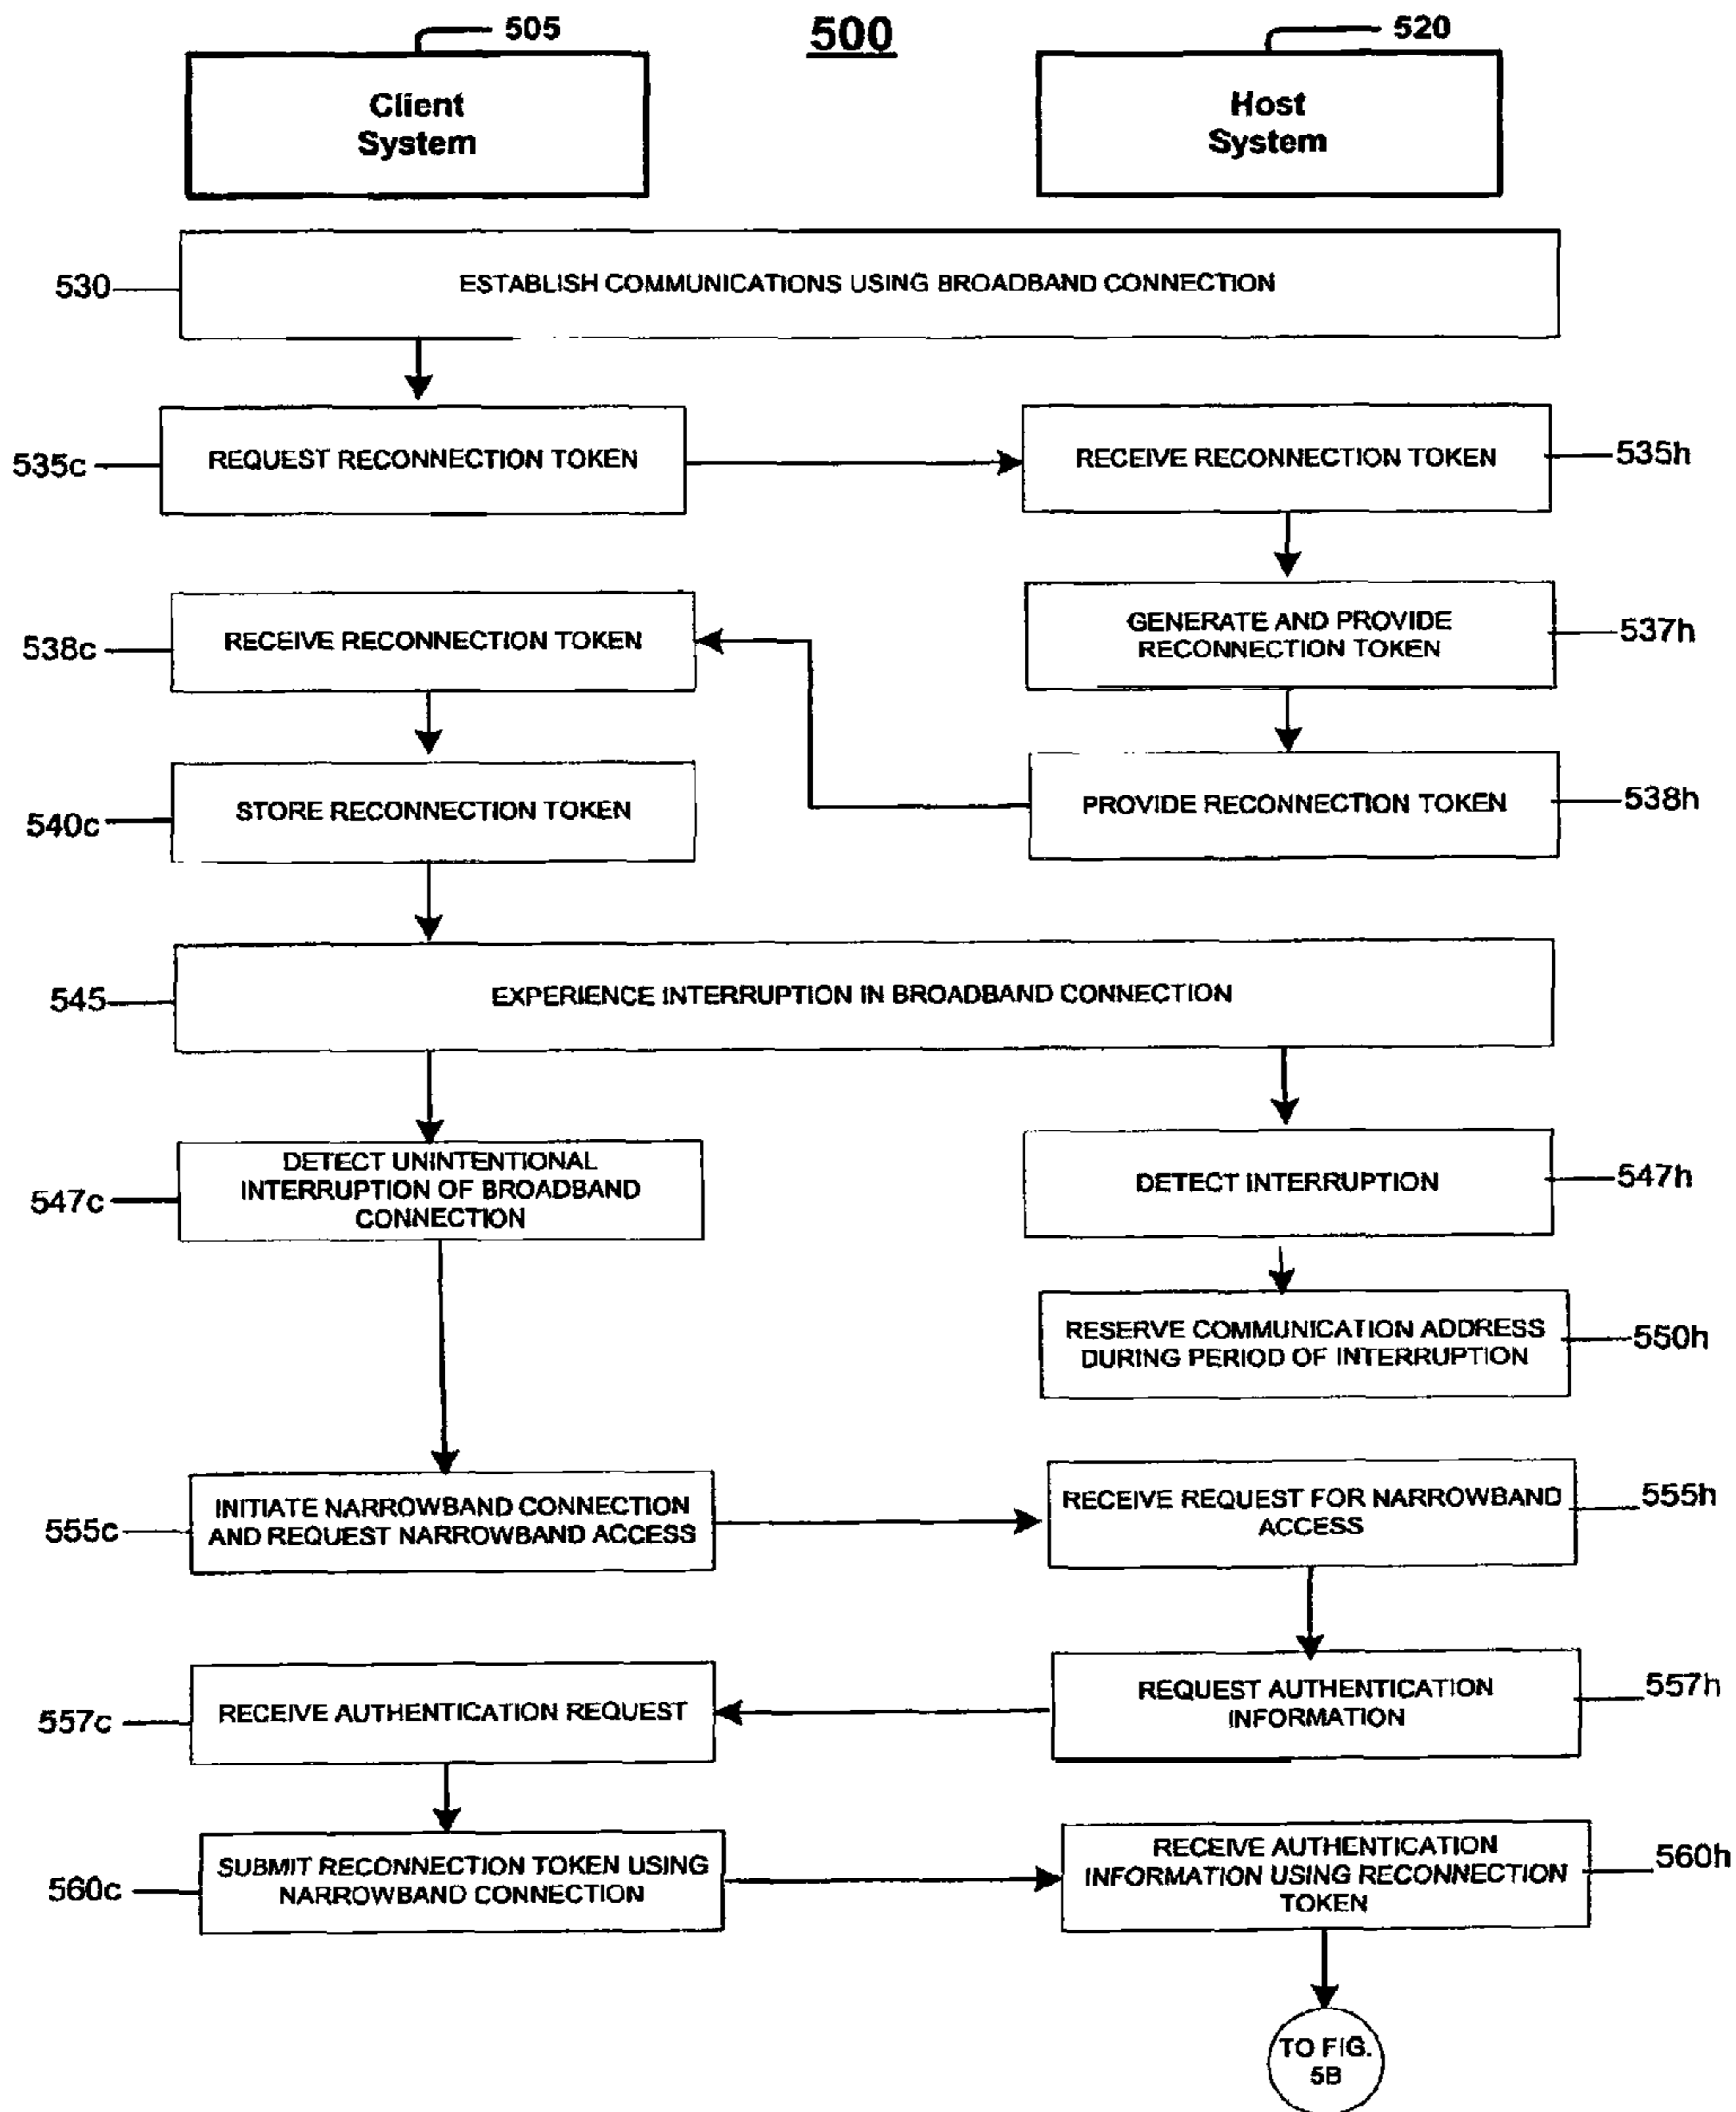 505
500
520
Client
System
Host
System
530
ESTABLISH COMMUNICATIONS USING BROADBAND CONNECTION
535c
REQUEST RECONNECTION TOKEN
RECEIVE RECONNECTION TOKEN
535h
538c
RECEIVE RECONNECTION TOKEN
GENERATE AND PROVIDE
RECONNECTION TOKEN
537h
540c
STORE RECONNECTION TOKEN
PROVIDE RECONNECTION TOKEN
538h
545
EXPERIENCE INTERRUPTION IN BROADBAND CONNECTION
547c
DETECT UNINTENTIONAL
INTERRUPTION OF BROADBAND
CONNECTION
DETECT INTERRUPTION
547h
RESERVE COMMUNICATION ADDRESS
DURING PERIOD OF INTERRUPTION
550h
555c
INITIATE NARROWBAND CONNECTION
AND REQUEST NARROWBAND ACCESS
RECEIVE REQUEST FOR NARROWBAND
ACCESS
555h
557c
RECEIVE AUTHENTICATION REQUEST
REQUEST AUTHENTICATION
INFORMATION
557h
560c
SUBMIT RECONNECTION TOKEN USING
NARROWBAND CONNECTION
RECEIVE AUTHENTICATION
INFORMATION USING RECONNECTION
TOKEN
560h
TO FIG.
5B